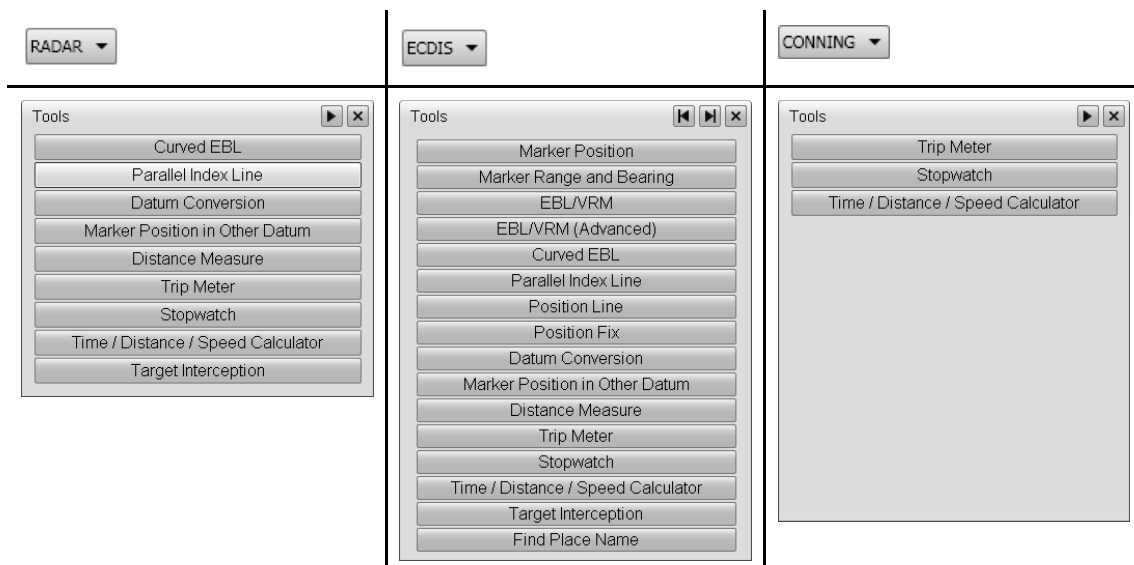 RADAR
ECDIS
CONNING
Tools
Curved EBL
Parallel Index Line
Datum Conversion
Marker Position in Other Datum
Distance Measure
Trip Meter
Stopwatch
Time / Distance / Speed Calculator
Target Interception
Tools
Marker Position
Marker Range and Bearing
EBL/VRM
EBL/VRM (Advanced)
Curved EBL
Parallel Index Line
Position Line
Position Fix
Datum Conversion
Marker Position in Other Datum
Distance Measure
Trip Meter
Stopwatch
Time / Distance / Speed Calculator
Target Interception
Find Place Name
Tools
Trip Meter
Stopwatch
Time / Distance / Speed Calculator